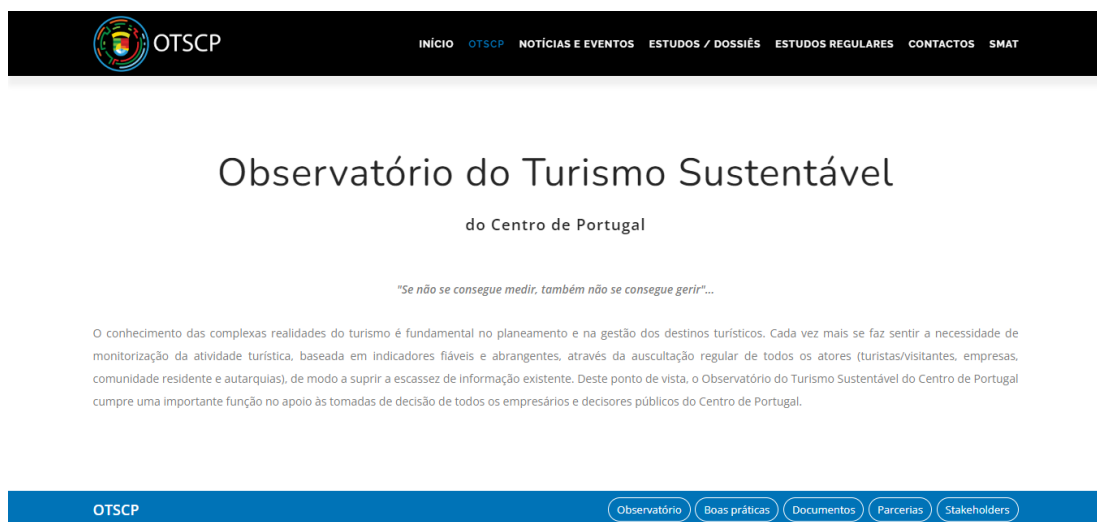 OTSCP
INÍCIO OTSCP NOTÍCIAS E EVENTOS ESTUDOS / DOSSIÊS ESTUDOS REGULARES CONTACTOS SMAT
Observatório do Turismo Sustentável
do Centro de Portugal
"Se não se consegue medir, também não se consegue gerir"...
O conhecimento das complexas realidades do turismo é fundamental no planeamento e na gestão dos destinos turísticos. Cada vez mais se faz sentir a necessidade de
monitorização da atividade turística, baseada em indicadores fiáveis e abrangentes, através da auscultação regular de todos os atores (turistas/visitantes, empresas,
comunidade residente e autarquias), de modo a suprir a escassez de informação existente. Deste ponto de vista, o Observatório do Turismo Sustentável do Centro de Portugal
cumpre uma importante função no apoio às tomadas de decisão de todos os empresários e decisores públicos do Centro de Portugal.
OTSCP
Observatório Boas práticas Documentos Parcerias Stakeholders